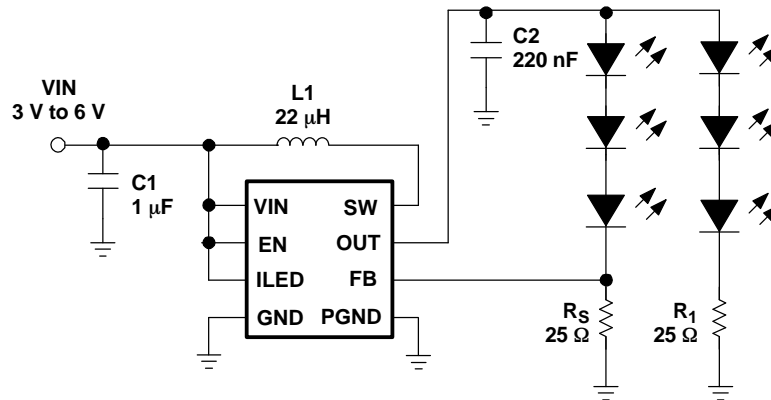 C2
220 nF
L1
22 μH
VIN
3 V to 6 V
C1
1 μF
VIN
SW
EN
OUT
ILED
FB
GND
PGND
RS
25 Ω
R1
25 Ω